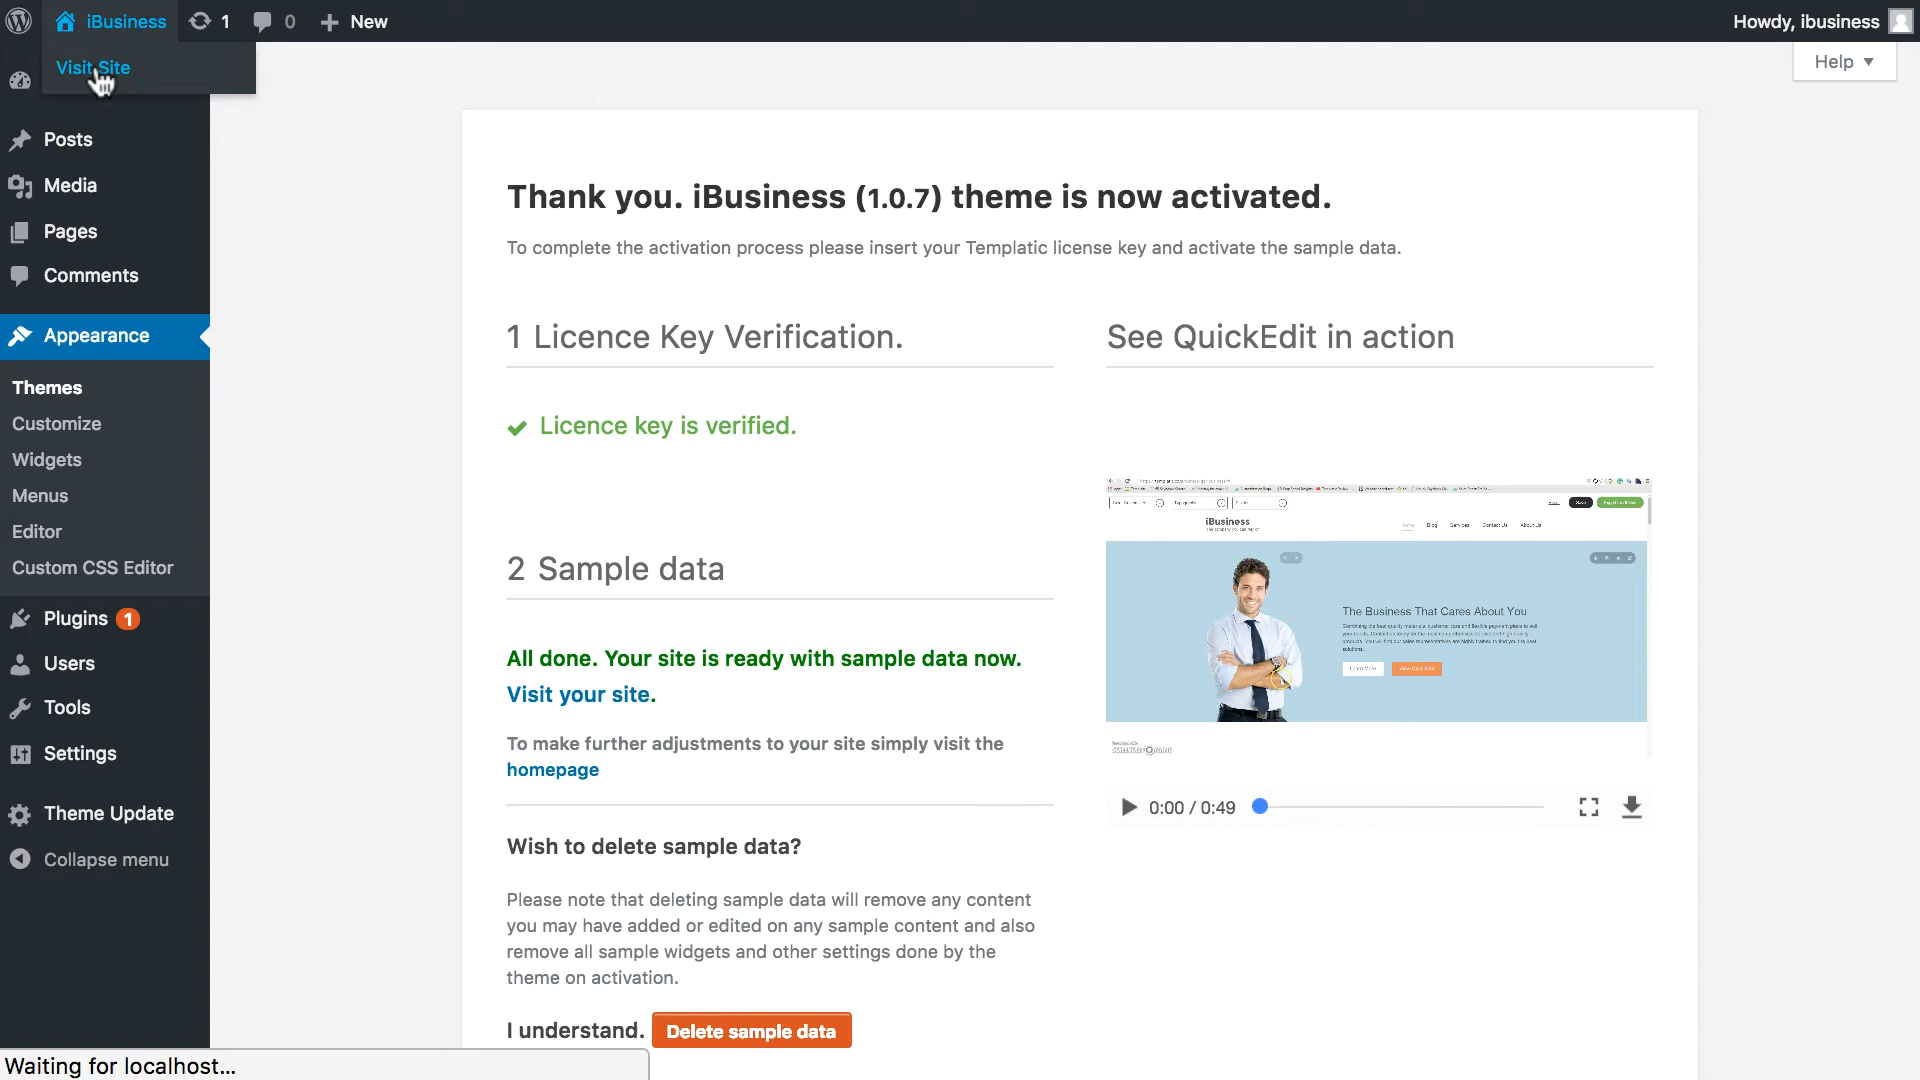 iBusiness
1
0
New
Howdy, ibusiness
Visit Site
Help
Posts
Media
Pages
Comments
Appearance
Themes
Customize
Widgets
Menus
Editor
Custom CSS Editor
Plugins 1
Users
Tools
Settings
Theme Update
Collapse menu
Thank you. iBusiness (1.0.7) theme is now activated.
To complete the activation process please insert your Templatic license key and activate the sample data.
1 Licence Key Verification.
Licence key is verified.
2 Sample data
All done. Your site is ready with sample data now.
Visit your site.
To make further adjustments to your site simply visit the
homepage
Wish to delete sample data?
Please note that deleting sample data will remove any content
you may have added or edited on any sample content and also
remove all sample widgets and other settings done by the
theme on activation.
I understand. Delete sample data
See QuickEdit in action
iBusiness
Blog Services Contact Us About Us
The Business That Cares About You
Learn More
0:00 / 0:49
Waiting for localhost...